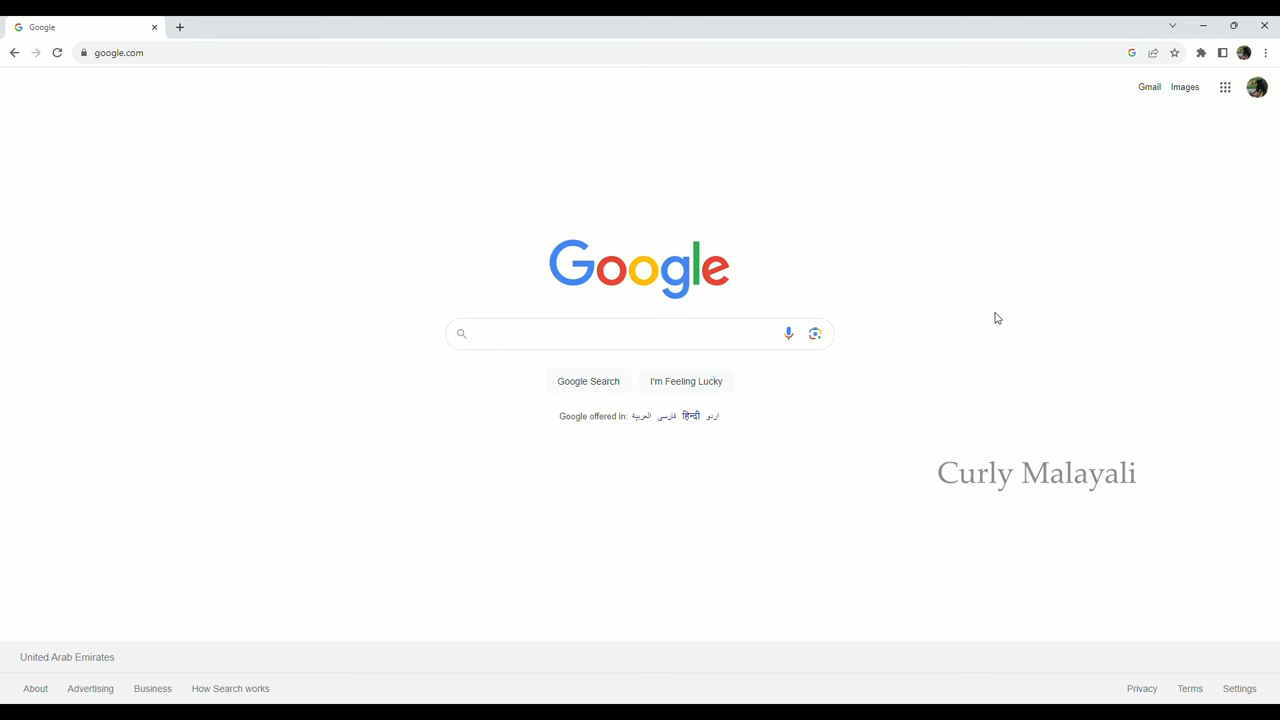 Google
google.com
Gmail Images
Google
Google Search I'm Feeling Lucky
Google offered in: العربية فارسی हिन्दी اردو
Curly Malayali
United Arab Emirates
About Advertising Business How Search works Privacy Terms Settings